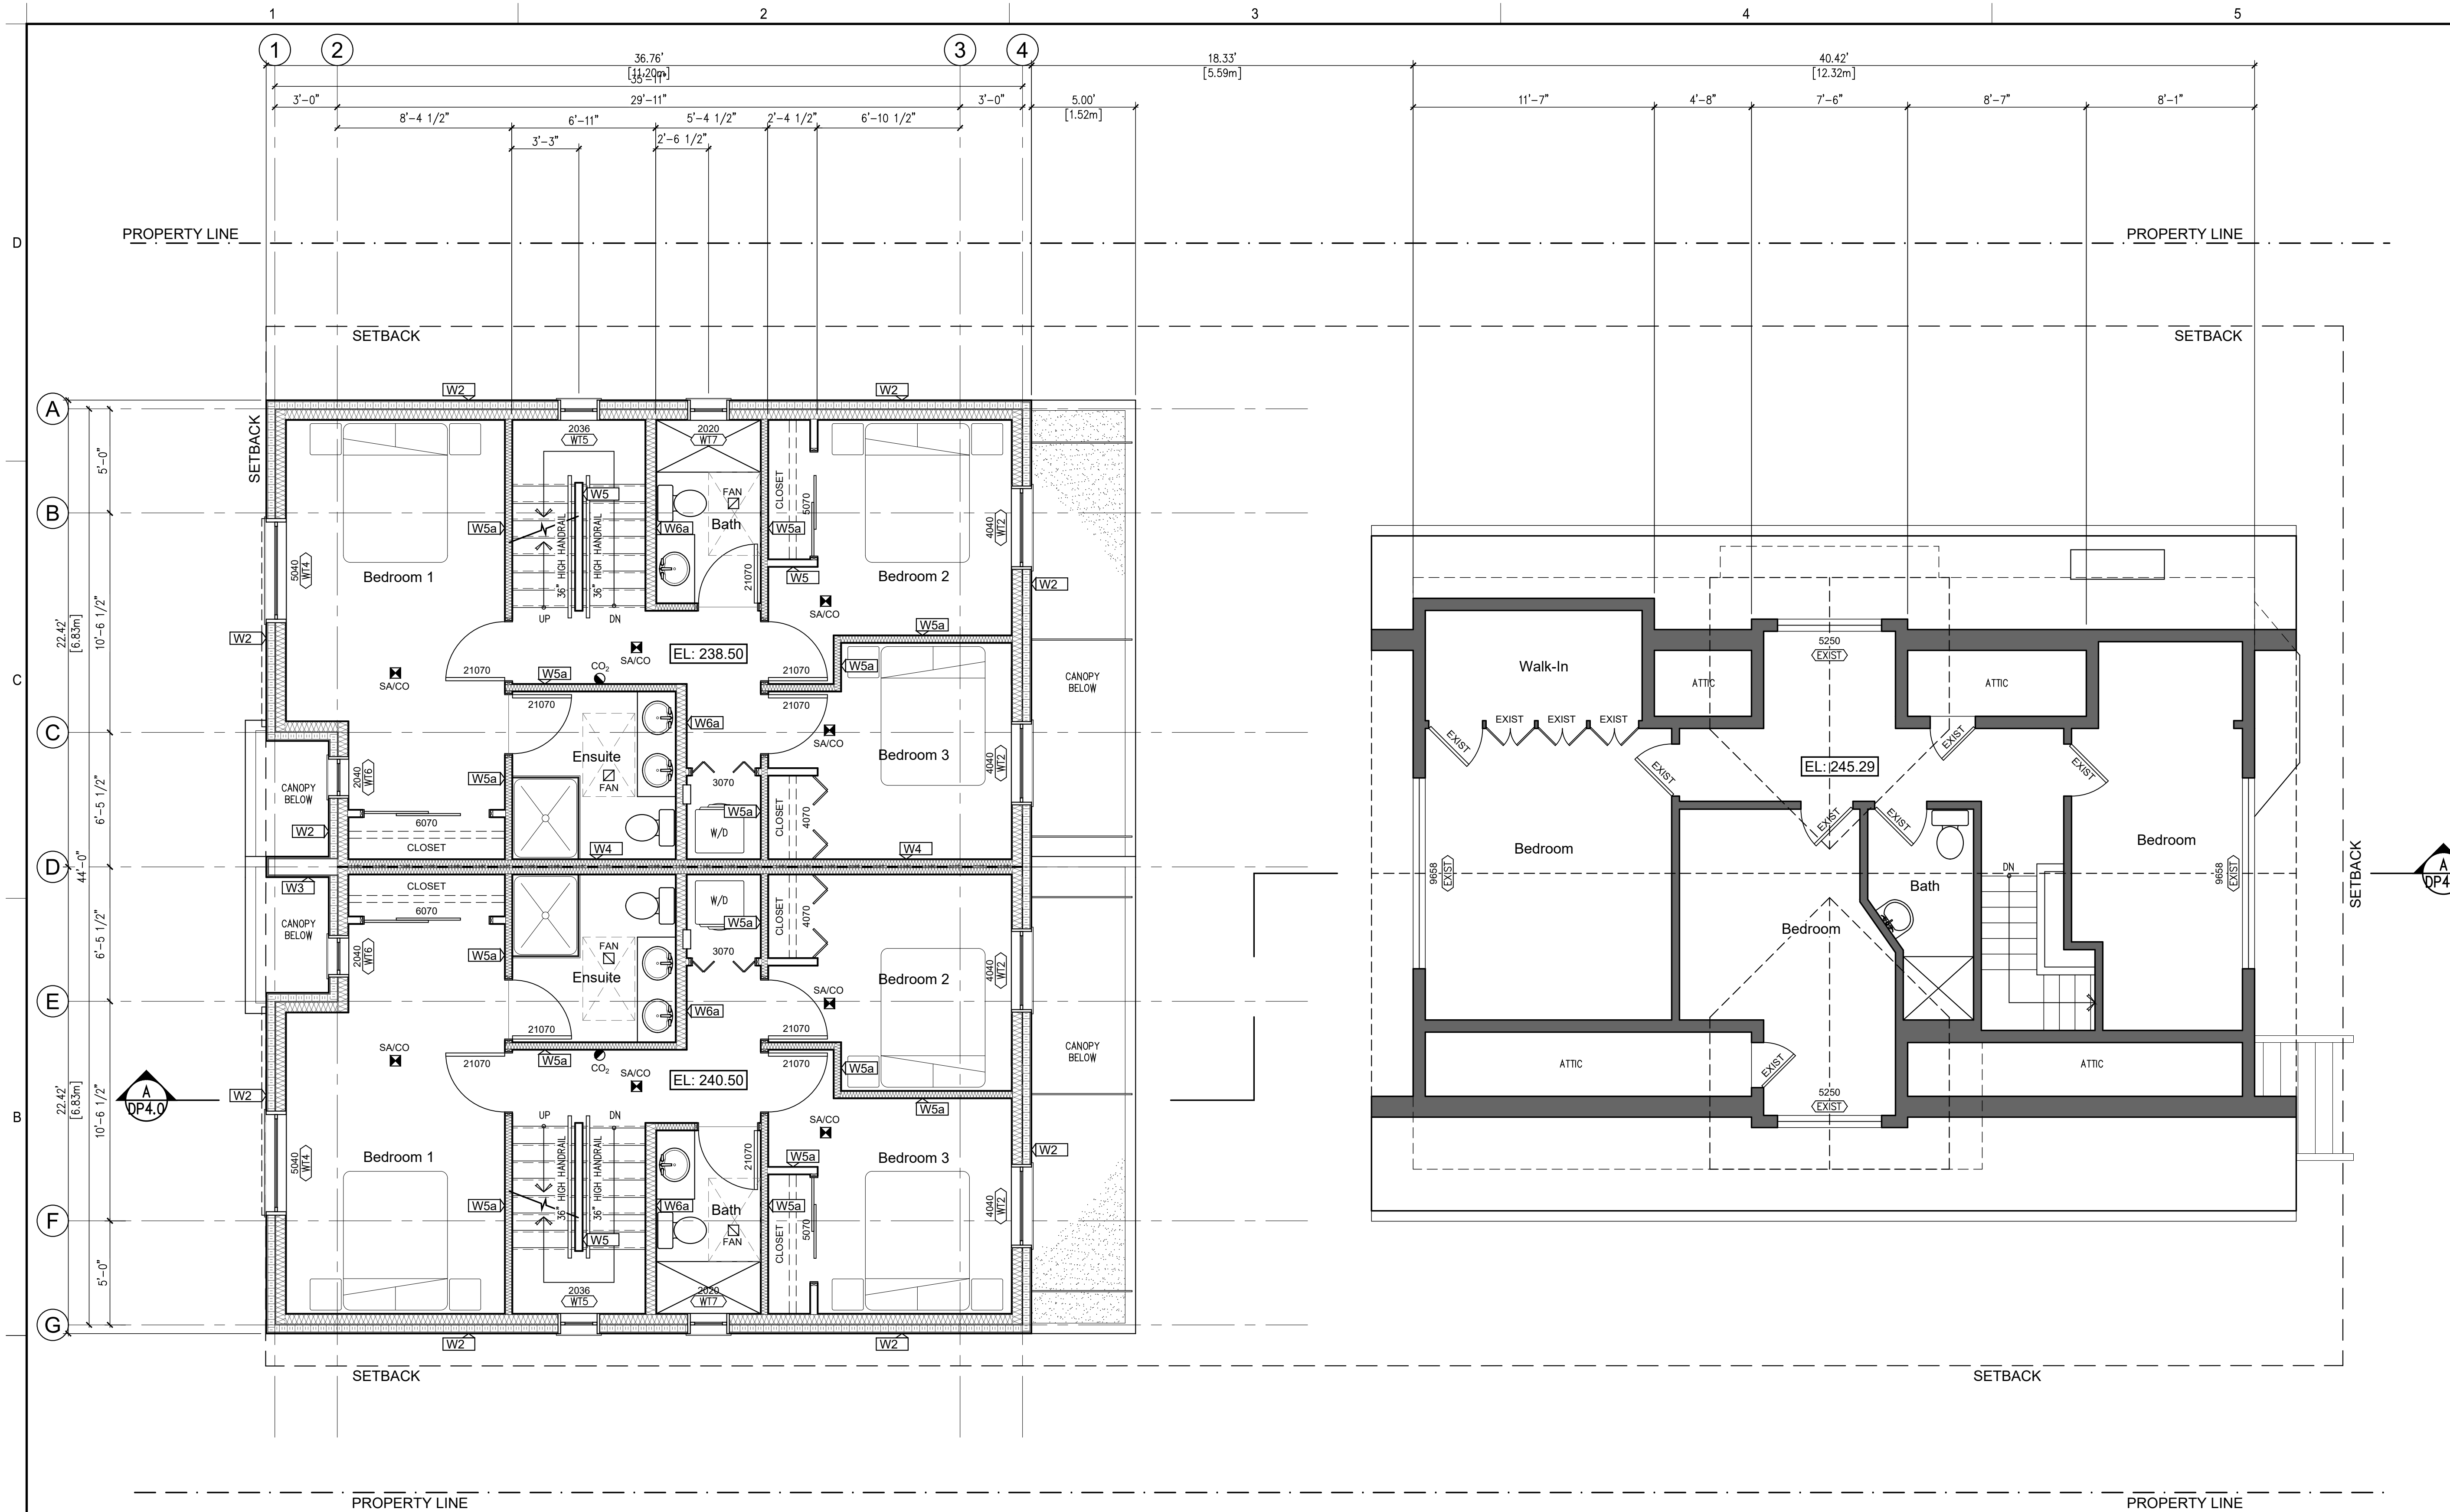 1
2
3
4
5
1
2
3
4
36.76'
[11.20m]
35'-11"
18.33'
[5.59m]
40.42'
[12.32m]
3'-0"
29'-11"
3'-0"
5.00'
[1.52m]
11'-7"
4'-8"
7'-6"
8'-7"
8'-1"
8'-4 1/2"
6'-11"
5'-4 1/2"
2'-4 1/2"
6'-10 1/2"
3'-3"
2'-6 1/2"
D
PROPERTY LINE
PROPERTY LINE
SETBACK
SETBACK
W2
W2
A
SETBACK
5'-0"
2036
WT5
2020
WT7
CLOSET
W5
FAN
5070
B
W5a
36" HIGH HANDRAIL
36" HIGH HANDRAIL
W6a
Bath
W5a
4040
WT2
5040
WT4
Bedroom 1
21070
W5
Bedroom 2
W2
10'-6 1/2"
22.42'
[6.83m]
SA/CO
UP
DN
W2
W5a
SA/CO
EL: 238.50
CO2
W5a
SA/CO
21070
W5a
21070
W5a
C
CANOPY
BELOW
21070
21070
Walk-In
5250
EXIST
ATTIC
ATTIC
C
W6a
SA/CO
EXIST
EXIST
EXIST
EXIST
EXIST
EXIST
Ensuite
Bedroom 3
4040
WT2
EXIST
EL: 245.29
2040
WT6
W5a
FAN
3070
CANOPY
BELOW
6'-5 1/2"
W5a
W2
6070
W/D
CLOSET
4070
EXIST
EXIST
CLOSET
W4
W4
Bedroom
Bedroom
D
44'-0"
9658
EXIST
DN
9658
EXIST
SETBACK
A
DP4.
W3
CLOSET
W/D
Bath
6070
W5a
CLOSET
4070
CANOPY
BELOW
6'-5 1/2"
Bedroom
2040
WT6
W5a
FAN
3070
4040
WT2
Ensuite
Bedroom 2
SA/CO
E
W6a
21070
21070
SA/CO
W5a
CANOPY
BELOW
21070
CO2
SA/CO
EL: 240.50
21070
W5a
EXIST
ATTIC
ATTIC
A
DP4.0
W2
22.42'
[6.83m]
10'-6 1/2"
B
UP
DN
SA/CO
W5a
5250
EXIST
5040
WT4
Bedroom 1
36" HIGH HANDRAIL
36" HIGH HANDRAIL
21070
W5a
Bedroom 3
W2
W5a
W6a
Bath
W5a
5070
4040
WT2
F
W5
FAN
CLOSET
5'-0"
2036
WT5
2020
WT7
G
W2
W2
SETBACK
SETBACK
PROPERTY LINE
PROPERTY LINE